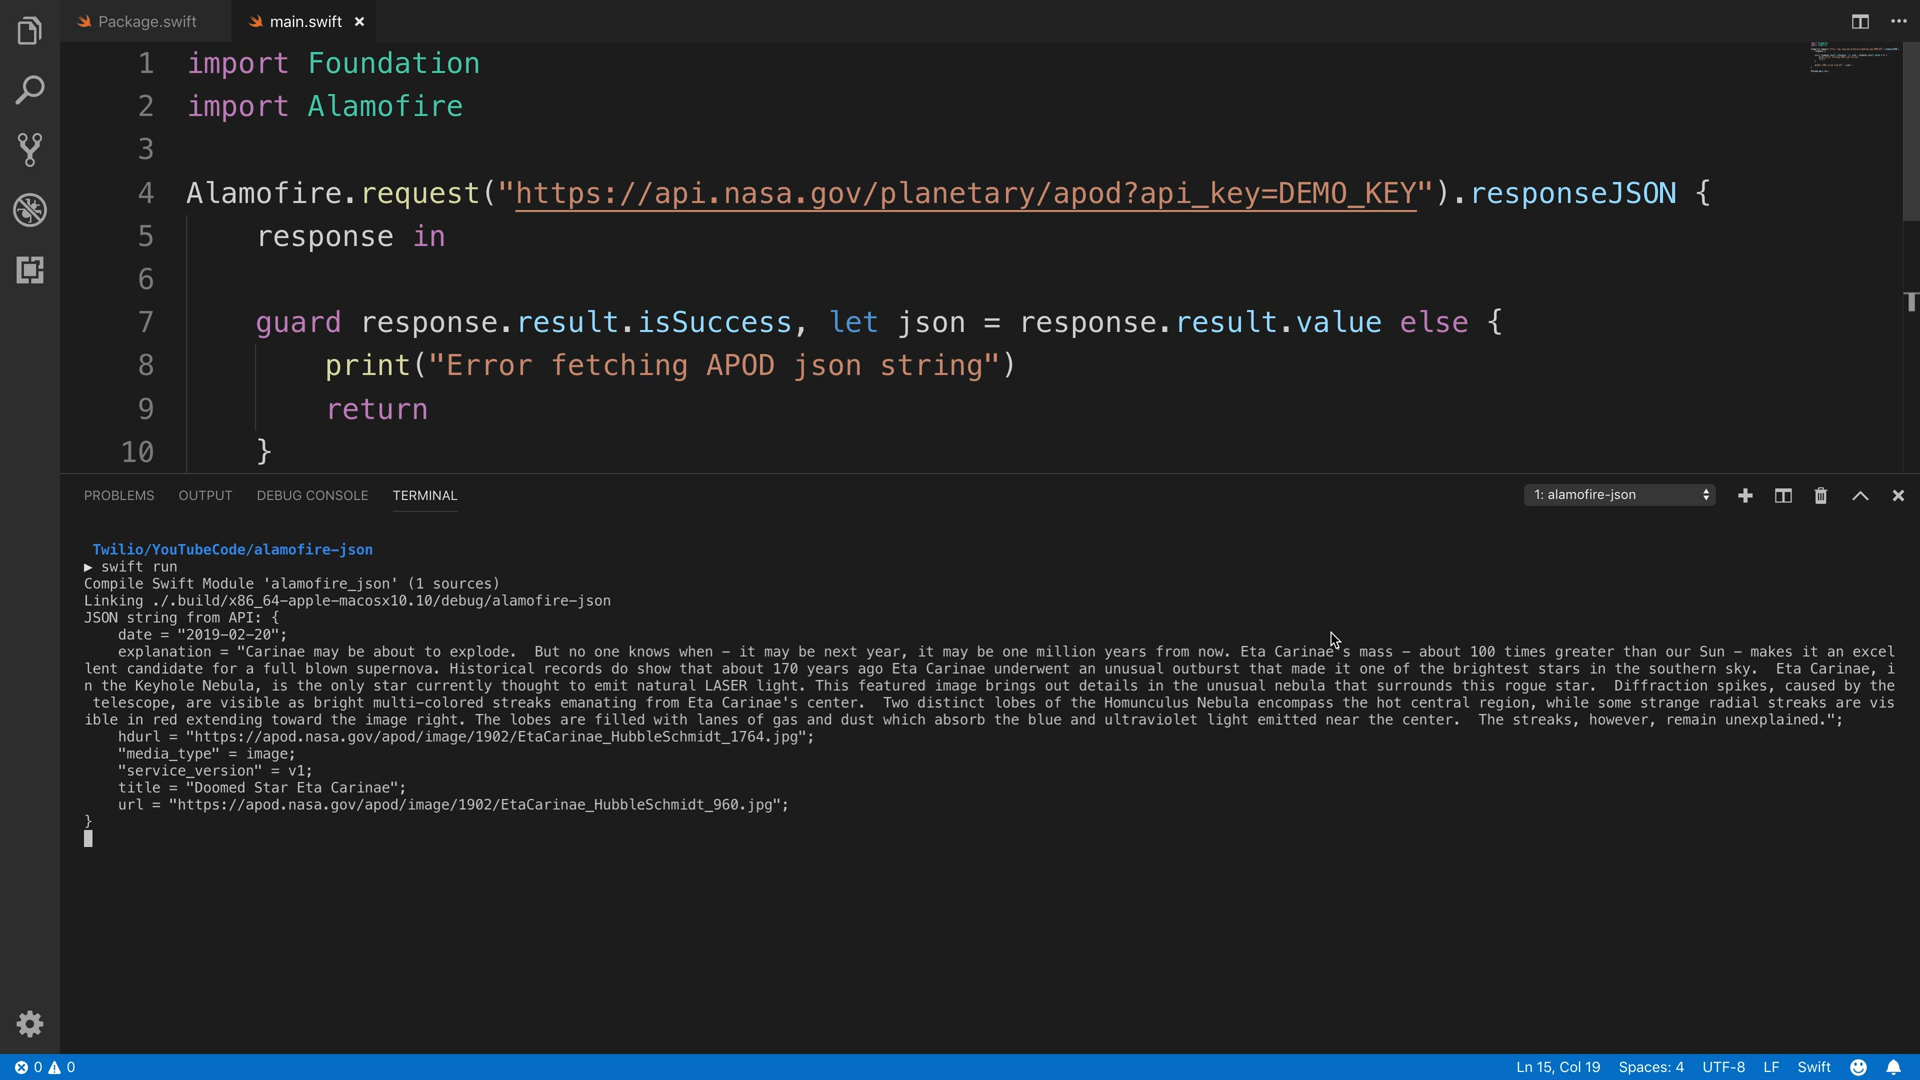 Package.swift
main.swift
1 import Foundation
2 import Alamofire
3
4 Alamofire.request("https://api.nasa.gov/planetary/apod?api_key=DEMO_KEY").responseJSON {
5 response in
6
7 guard response.result.isSuccess, let json = response.result.value else {
8 print("Error fetching APOD json string")
9 return
10 }
PROBLEMS OUTPUT DEBUG CONSOLE TERMINAL 1: alamofire-json
Twilio/YouTubeCode/alamofire-json
▶ swift run
Compile Swift Module 'alamofire_json' (1 sources)
Linking ./.build/x86_64-apple-macosx10.10/debug/alamofire-json
JSON string from API: {
date = "2019-02-20";
explanation = "Carinae may be about to explode.  But no one knows when - it may be next year, it may be one million years from now. Eta Carinae's mass - about 100 times greater than our Sun - makes it an excel
lent candidate for a full blown supernova. Historical records do show that about 170 years ago Eta Carinae underwent an unusual outburst that made it one of the brightest stars in the southern sky.  Eta Carinae, i
n the Keyhole Nebula, is the only star currently thought to emit natural LASER light. This featured image brings out details in the unusual nebula that surrounds this rogue star.  Diffraction spikes, caused by the
telescope, are visible as bright multi-colored streaks emanating from Eta Carinae's center.  Two distinct lobes of the Homunculus Nebula encompass the hot central region, while some strange radial streaks are vis
ible in red extending toward the image right. The lobes are filled with lanes of gas and dust which absorb the blue and ultraviolet light emitted near the center.  The streaks, however, remain unexplained.";
hdurl = "https://apod.nasa.gov/apod/image/1902/EtaCarinae_HubbleSchmidt_1764.jpg";
"media_type" = image;
"service_version" = v1;
title = "Doomed Star Eta Carinae";
url = "https://apod.nasa.gov/apod/image/1902/EtaCarinae_HubbleSchmidt_960.jpg";
}
0 0 Ln 15, Col 19 Spaces: 4 UTF-8 LF Swift